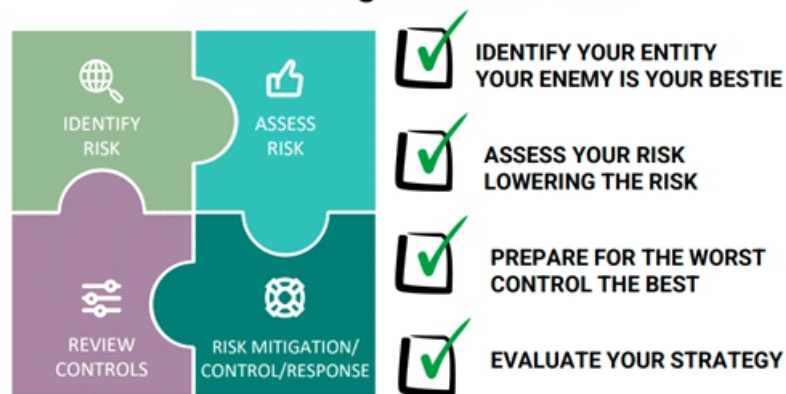 IDENTIFY
RISK
ASSESS
RISK
REVIEW
CONTROLS
RISK MITIGATION/
CONTROL/RESPONSE
IDENTIFY YOUR ENTITY
YOUR ENEMY IS YOUR BESTIE
ASSESS YOUR RISK
LOWERING THE RISK
PREPARE FOR THE WORST
CONTROL THE BEST
EVALUATE YOUR STRATEGY